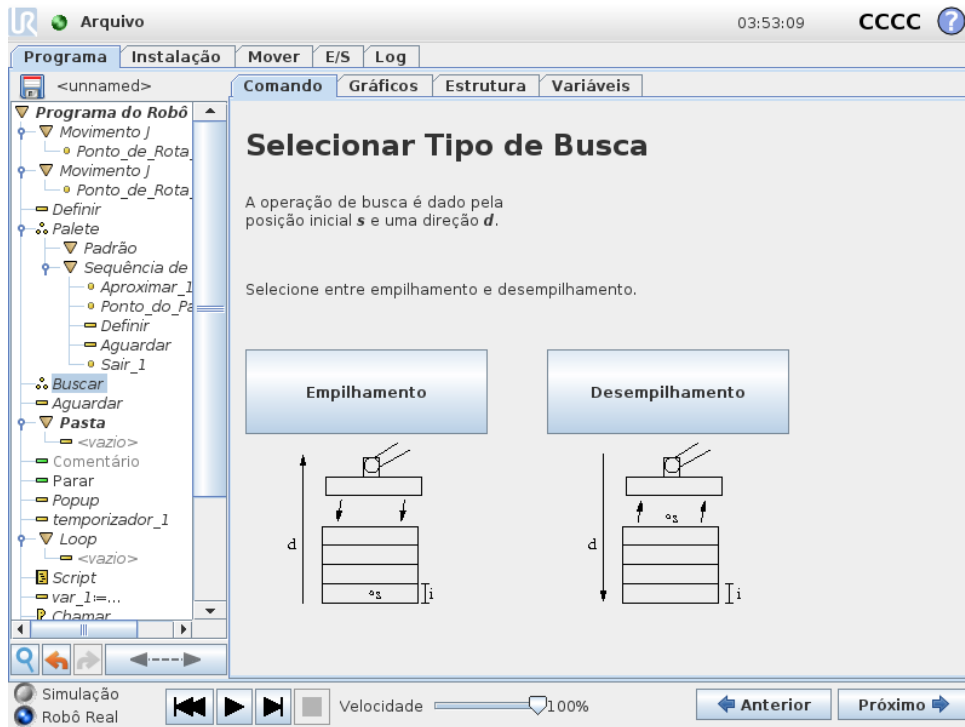 UR Arquivo 03:53:09 CCCC ?
Programa Instalação Mover E/S Log
<unnamed>
Comando Gráficos Estrutura Variáveis
Programa do Robô
Movimento J
Ponto_de_Rota
Movimento J
Ponto_de_Rota
Definir
Palete
Padrão
Sequência de
Aproximar_1
Ponto_do_Pa
Definir
Aguardar
Sair_1
Buscar
Aguardar
Pasta
<vazio>
Comentário
Parar
Popup
temporizador_1
Loop
<vazio>
Script
var_1:=...
Chamar
Selecionar Tipo de Busca
A operação de busca é dado pela
posição inicial s e uma direção d.
Selecione entre empilhamento e desempilhamento.
Empilhamento
Desempilhamento
d
s
i
d
s
i
Simulação
Robô Real
Velocidade 100%
Anterior
Próximo